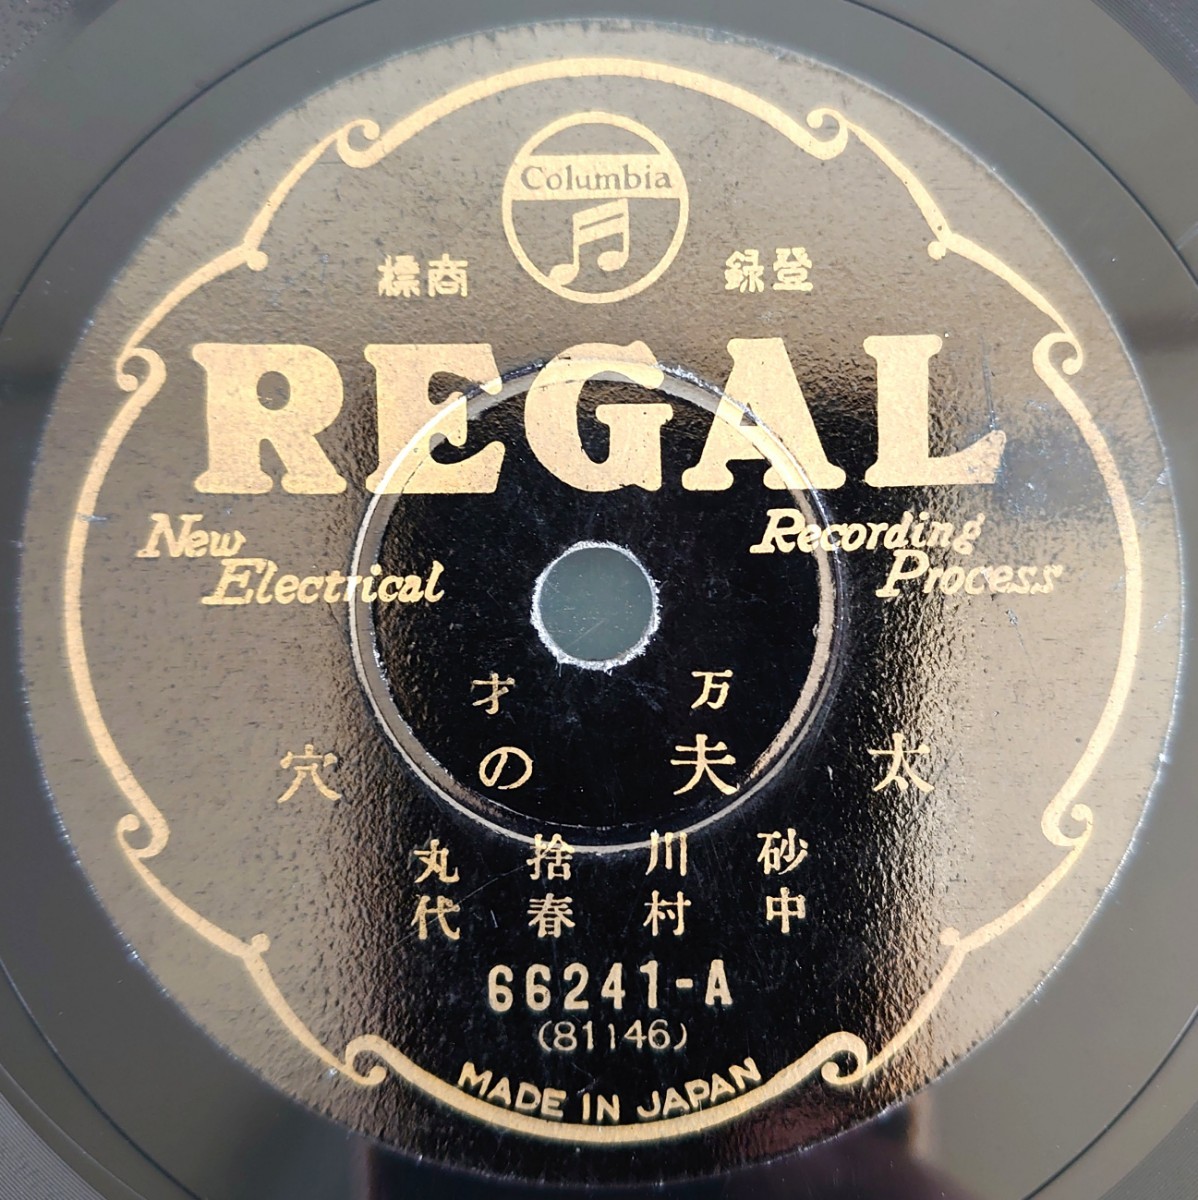 Columbia
登録 商標
REGAL
New Electrical
Recording Process
万才
太夫の穴
砂川捨丸
中村春代
66241-A
(81146)
MADE IN JAPAN